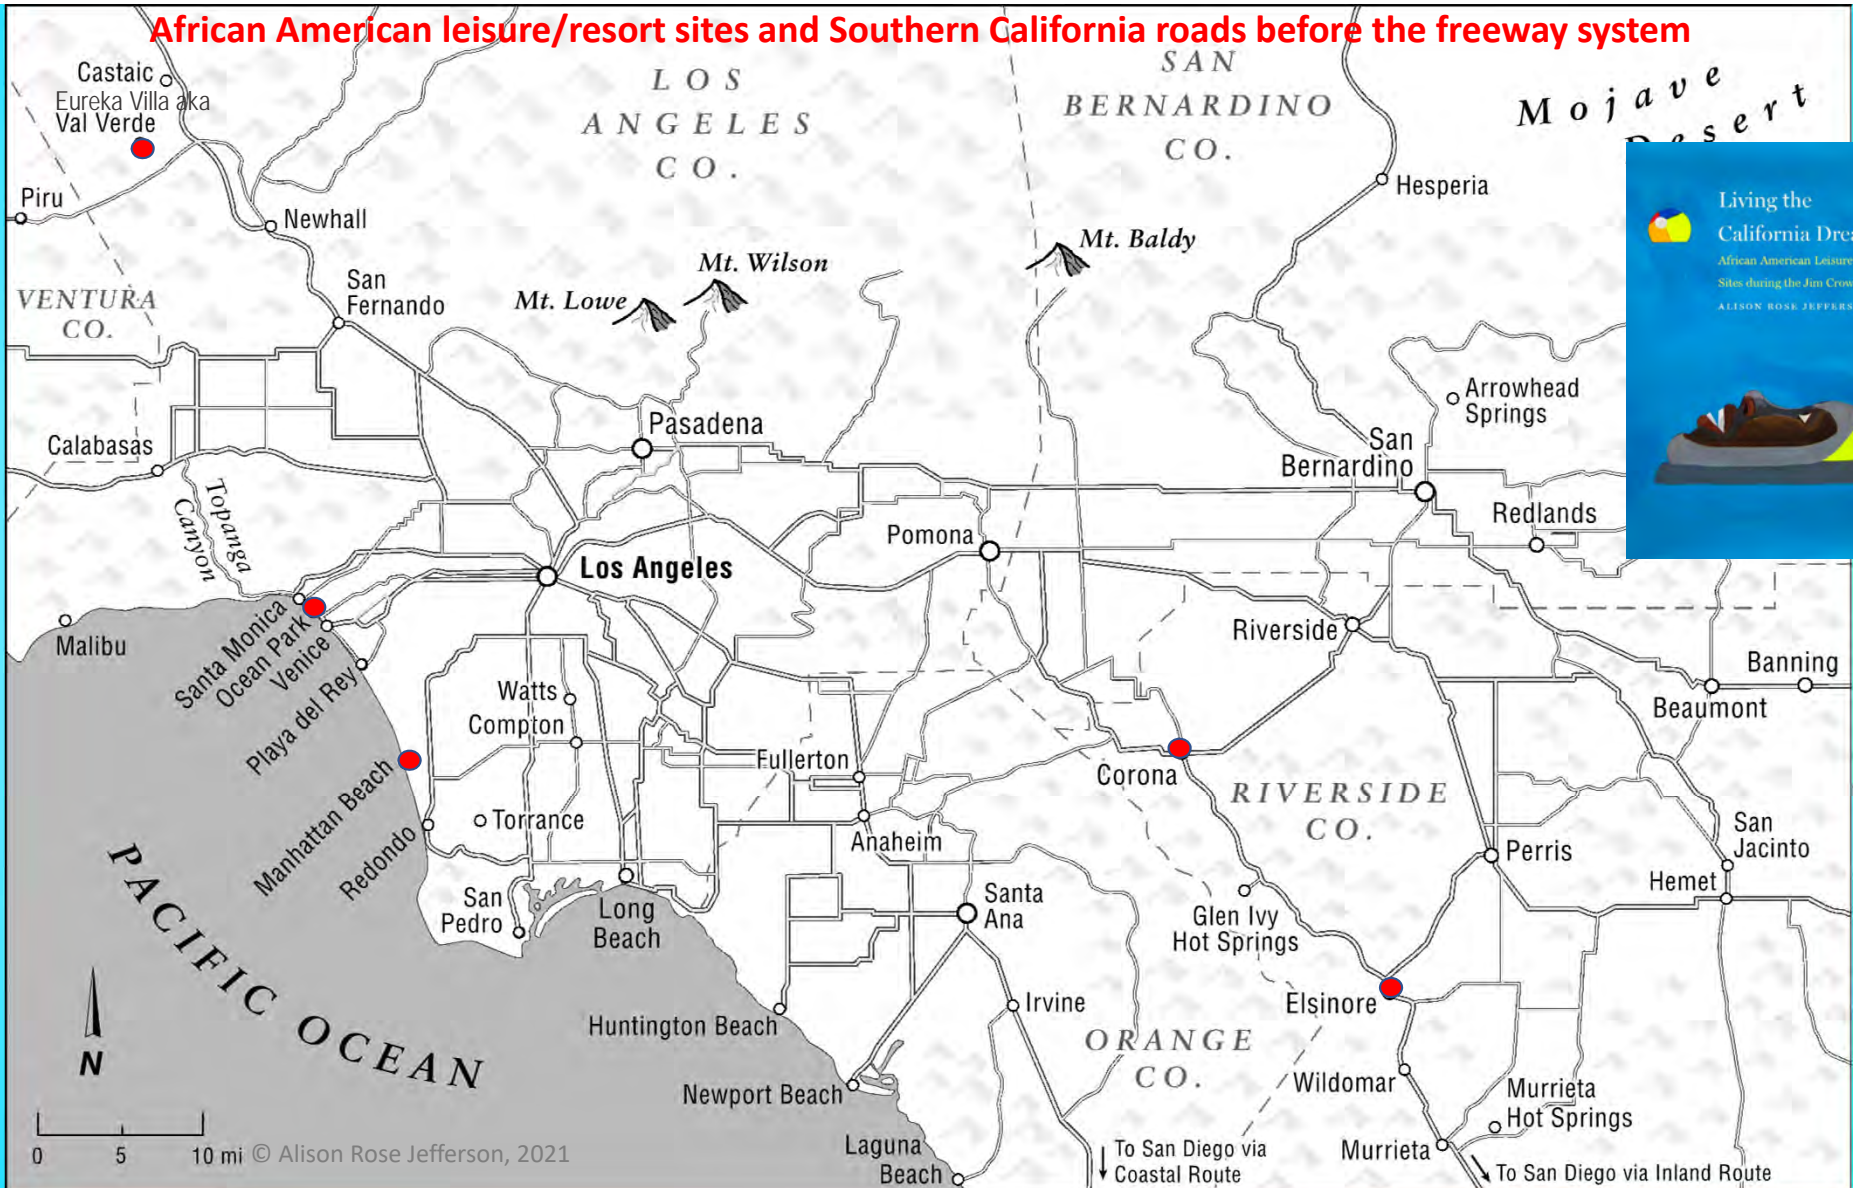 African American leisure/resort sites and Southern California roads before the freeway system
Castaic
Eureka Villa aka
Val Verde
Piru
Newhall
LOS
ANGELES
CO.
SAN
BERNARDINO
CO.
Mojave
Desert
Hesperia
Living the
California Drea
African American Leisure
Sites during the Jim Crow
ALISON ROSE JEFFERS
VENTURA
CO.
San
Fernando
Mt. Lowe
Mt. Wilson
Mt. Baldy
Arrowhead
Springs
Calabasas
Topanga
Canyon
Pasadena
San
Bernardino
Redlands
Pomona
Los Angeles
Malibu
Santa Monica
Ocean Park
Venice
Playa del Rey
Manhattan Beach
Redondo
Watts
Compton
Torrance
San
Pedro
Long
Beach
Fullerton
Anaheim
Santa
Ana
Riverside
Corona
RIVERSIDE
CO.
Beaumont
Banning
Perris
San
Jacinto
Hemet
Glen Ivy
Hot Springs
Elsinore
Irvine
Huntington Beach
Newport Beach
Laguna
Beach
ORANGE
CO.
Wildomar
Murrieta
Hot Springs
Murrieta
To San Diego via
Coastal Route
To San Diego via Inland Route
PACIFIC OCEAN
N
0 5 10 mi
© Alison Rose Jefferson, 2021